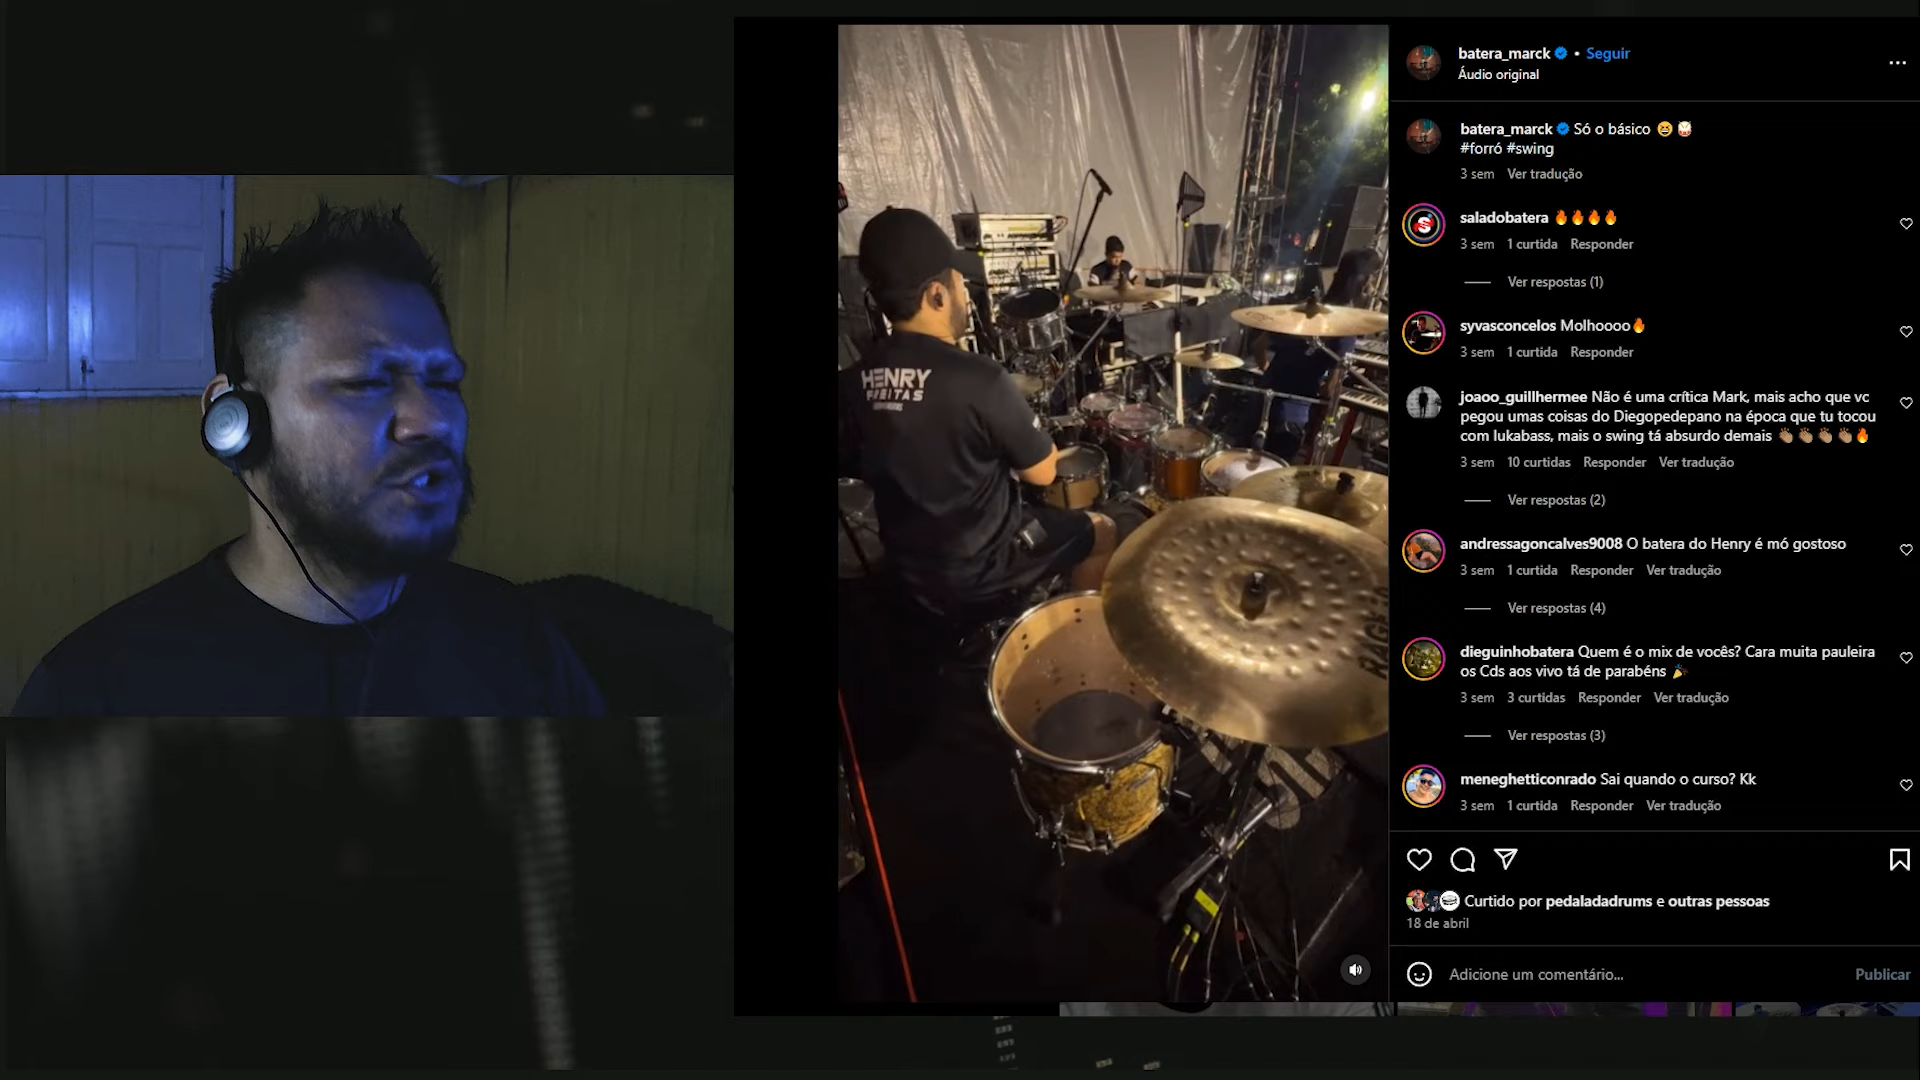 batera_marck • Seguir
Áudio original
batera_marck Só o básico 😆 🥁
#forró #swing
3 sem Ver tradução
saladobatera 🔥🔥🔥🔥
3 sem 1 curtida Responder
Ver respostas (1)
syvasconcelos Molhoooo🔥
3 sem 1 curtida Responder
Ver respostas (1)
joaoo_guillhermee Não é uma crítica Mark, mais acho que vc
pegou umas coisas do Diegopedepano na época que tu tocou
com lukabass, mais o swing tá absurdo demais 👏🏽👏🏽👏🏽👏🏽🔥
3 sem 10 curtidas Responder Ver tradução
Ver respostas (2)
andressagoncalves9008 O batera do Henry é mó gostoso
3 sem 1 curtida Responder Ver tradução
Ver respostas (4)
dieguinhobatera Quem é o mix de vocês? Cara muita pauleira
os Cds aos vivo tá de parabéns 🎉
3 sem 3 curtidas Responder Ver tradução
Ver respostas (3)
meneghetticonrado Sai quando o curso? Kk
3 sem 1 curtida Responder Ver tradução
Curtido por pedaladadrums e outras pessoas
18 de abril
Adicione um comentário...
Publicar
HENRY
FREITAS